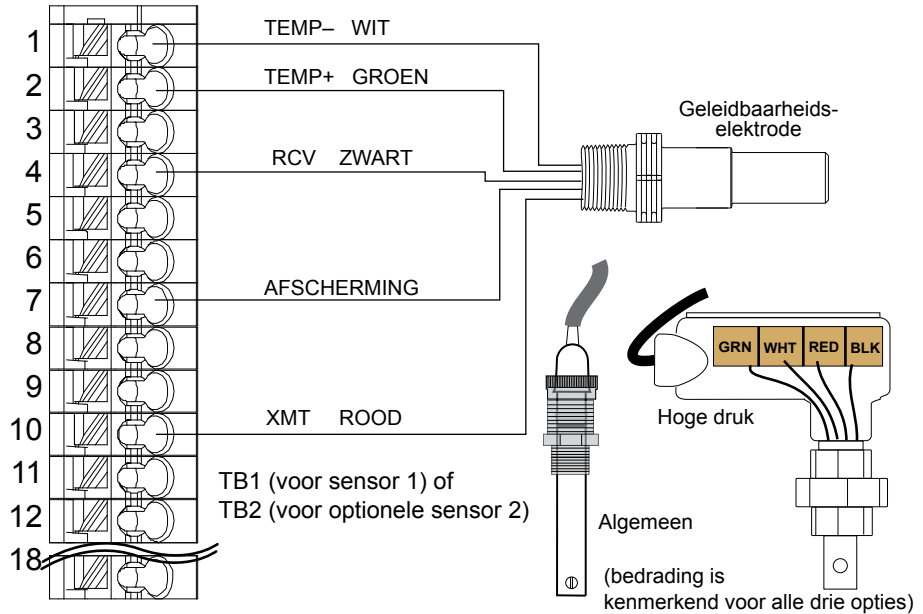 1
TEMP– WIT
2
TEMP+ GROEN
3
4
RCV ZWART
5
6
7
AFSCHERMING
8
9
10
XMT ROOD
11
12
18
TB1 (voor sensor 1) of
TB2 (voor optionele sensor 2)
Geleidbaarheids-
elektrode
GRN WHT RED BLK
Hoge druk
Algemeen
(bedrading is
kenmerkend voor alle drie opties)